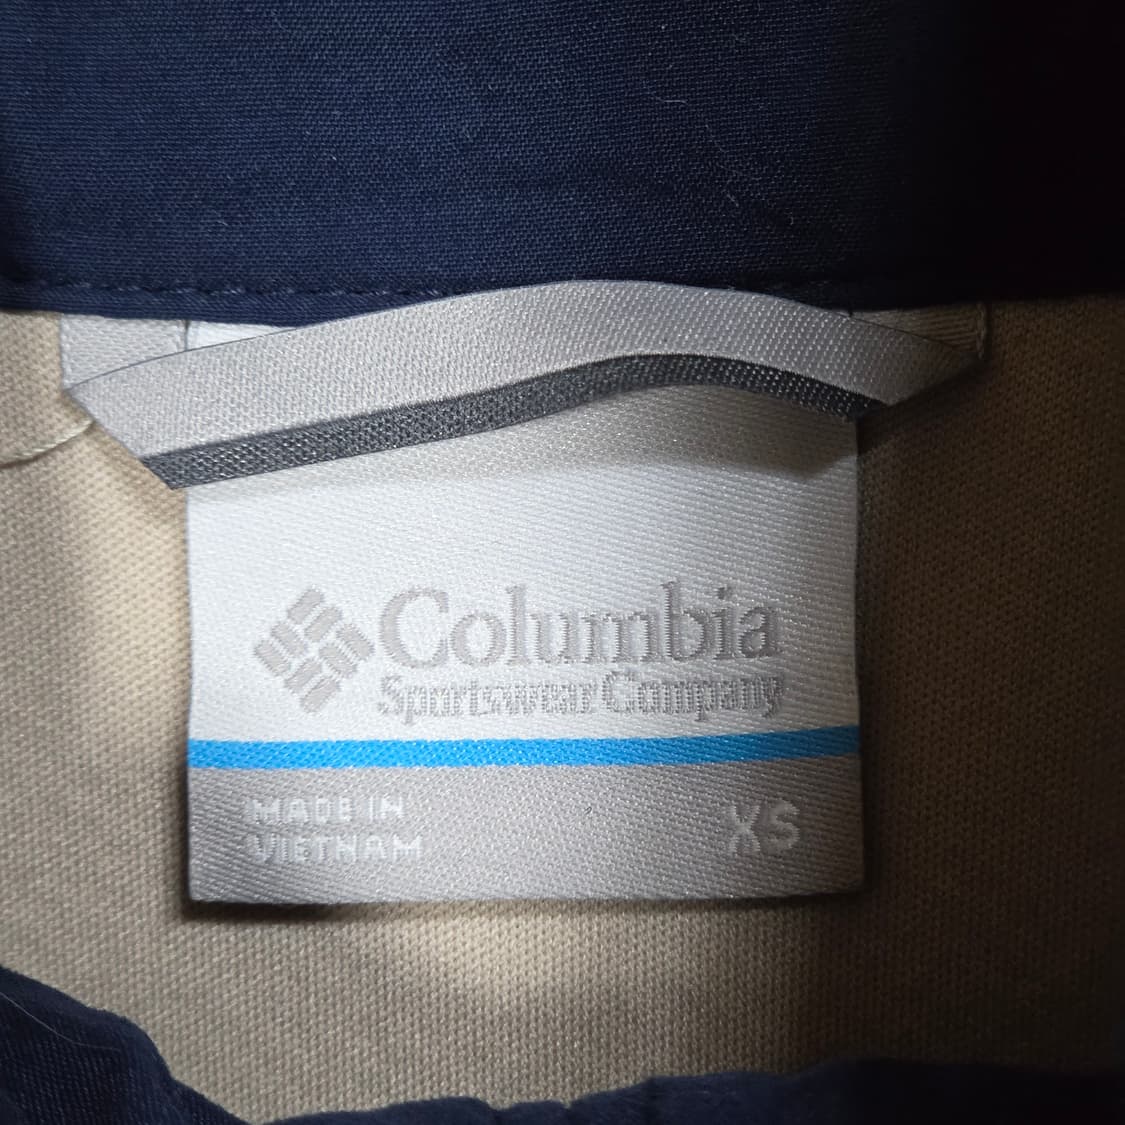 Columbia
Sportswear Company
MADE IN
VIETNAM
XS